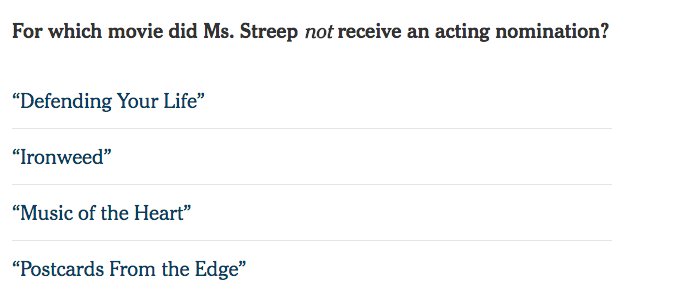 For which movie did Ms. Streep not receive an acting nomination?
“Defending Your Life”
“Ironweed”
“Music of the Heart”
“Postcards From the Edge”